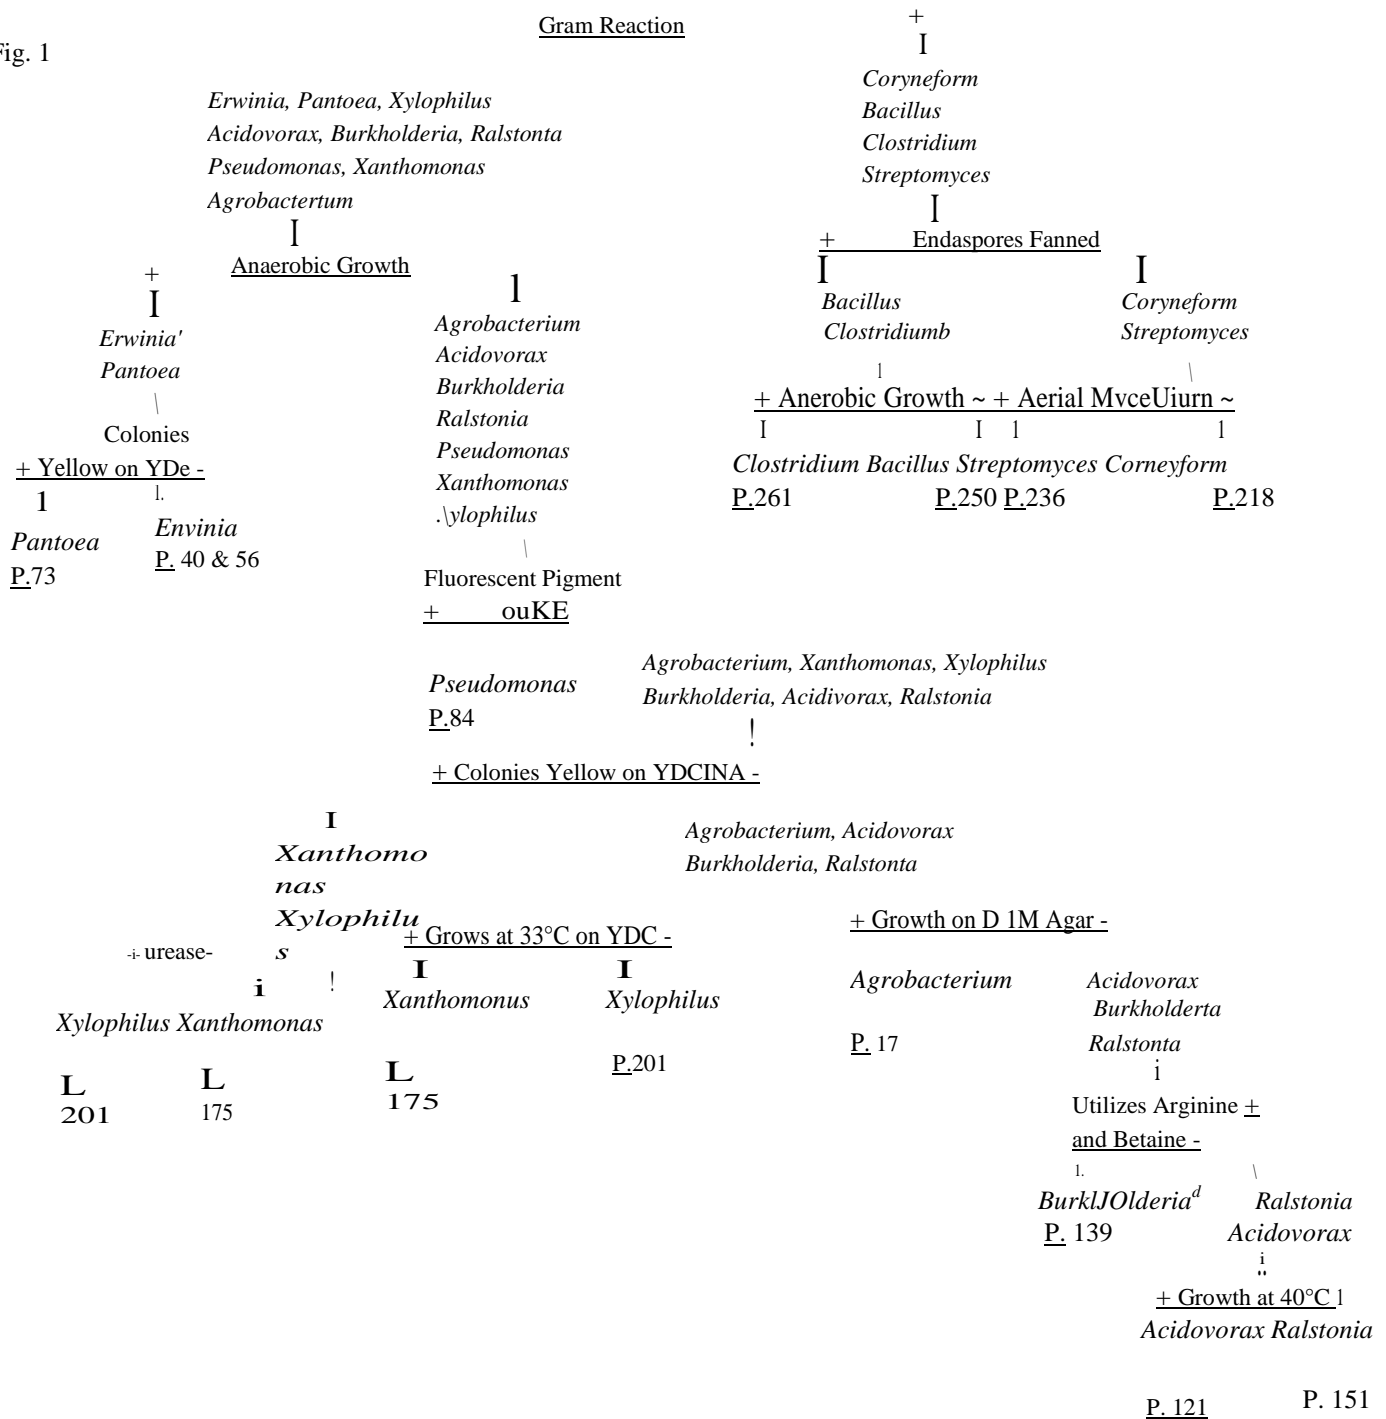 Gram Reaction
+
I
Fig. 1
Coryneform
Bacillus
Clostridium
Streptomyces
I
Erwinia, Pantoea, Xylophilus
Acidovorax, Burkholderia, Ralstonta
Pseudomonas, Xanthomonas
Agrobactertum
I
+ Endaspores Fanned
I I
Anaerobic Growth
+
I
Erwinia'
Pantoea
\
Colonies
+ Yellow on YDe -
1 l.
Pantoea
P.73
Envinia
P. 40 & 56
l
Agrobacterium
Acidovorax
Burkholderia
Ralstonia
Pseudomonas
Xanthomonas
.\ylophilus
\
Fluorescent Pigment
+ ouKE
Bacillus
Clostridiumb
l
Coryneform
Streptomyces
\
+ Anerobic Growth ~ + Aerial MvceUiurn ~
I I l l
Clostridium Bacillus Streptomyces Corneyform
P.261 P.250 P.236 P.218
Pseudomonas
P.84
Agrobacterium, Xanthomonas, Xylophilus
Burkholderia, Acidivorax, Ralstonia
!
+ Colonies Yellow on YDCINA -
I
Xanthomo
nas
Xylophilu
s
Agrobacterium, Acidovorax
Burkholderia, Ralstonta
-i- urease-
i !
Xylophilus Xanthomonas
L
201
L
175
+ Grows at 33°C on YDC -
I I
Xanthomonus Xylophilus
L
175
P.201
+ Growth on D 1M Agar -
Agrobacterium
P. 17
Acidovorax
Burkholderta
Ralstonta
i
Utilizes Arginine +
and Betaine -
l. \
BurklJOlderiad
P. 139
Ralstonia
Acidovorax
i
..
+ Growth at 40°C l
Acidovorax Ralstonia
P. 121 P. 151